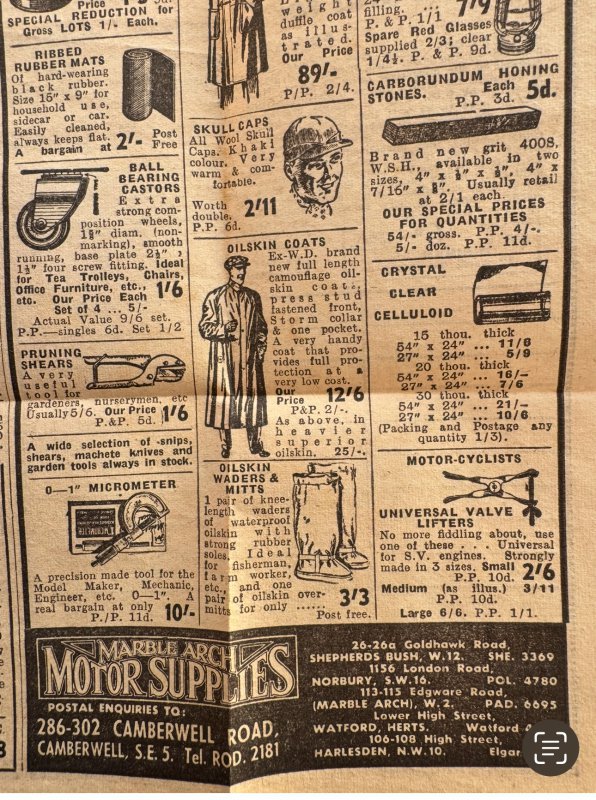 Price
SPECIAL REDUCTION for
Gross LOTS 1/- Each.
RIBBED
RUBBER MATS
Of hard-wearing
black rubber.
Size 15" x 9" for
household use,
sidecar or car.
Easily cleaned,
always keeps flat.
A bargain at 2/- Post Free
BALL
BEARING
CASTORS
Extra
strong com-
position wheels,
diam. (non-
marking), smooth
running, base plate
four screw fitting. Ideal
for Tea Trolleys, Chairs,
Office Furniture, etc.,
etc. Our Price Each 1/6
Set of 4 ... 5/-
Actual Value 9/6 set.
P.P.—singles 6d. Set 1/2
PRUNING
SHEARS
A very
useful
tool for
gardeners, nurserymen, etc
Usually 5/6. Our Price 1/6
P.&P. 5d.
A wide selection of snips,
shears, machete knives and
garden tools always in stock.
0—1" MICROMETER
A precision made tool for the
Model Maker, Mechanic,
Engineer, etc. 0—1". A
real bargain at only 10/-
P./P. 11d.
weight
duffle coat
as illus-
trated.
Our Price
89/-
P/P. 2/4.
SKULL CAPS
All Wool Skull
Caps. Khaki
colour. Very
warm & com-
fortable.
Worth
double. 2/11
P.P. 6d.
OILSKIN COATS
Ex-W.D. brand
new full length
camouflage oil-
skin coats,
press stud
fastened front,
Storm collar
& one pocket.
A very handy
coat that pro-
vides full pro-
tection at a
very low cost.
Our
Price 12/6
P&P. 2/-.
As above, in
heavier
superior
oilskin. 25/-.
OILSKIN
WADERS &
MITTS
1 pair of knee-
length waders
of waterproof
oilskin with
strong rubber
soles. Ideal
for fisherman,
farm worker,
etc., and one
pair of oilskin over-
mitts for only ...... 3/3
Post free.
filling. ... 7/9
P. & P. 1/1
Spare Red Glasses
supplied 2/3; clear
P. & P. 9d.
CARBORUNDUM HONING
STONES. Each 5d.
P.P. 3d.
Brand new grit 400S,
W.S.H., available in two
sizes,
Usually retail
at 2/1 each.
OUR SPECIAL PRICES
FOR QUANTITIES
54/- gross. P.P. 4/-.
5/- doz. P.P. 11d.
CRYSTAL
CLEAR
CELLULOID
15 thou. thick
54" x 24" ... 11/6
27" x 24" ... 5/9
20 thou. thick
54" x 24" ... 15/-
27" x 24" ... 7/6
30 thou. thick
54" x 24" ... 21/-
27" x 24" ... 10/6
(Packing and Postage any
quantity 1/3).
MOTOR-CYCLISTS
UNIVERSAL VALVE
LIFTERS
No more fiddling about, use
one of these . . . Universal
for S.V. engines. Strongly
made in 3 sizes. Small 2/6
P.P. 10d.
Medium (as illus.) 3/11
P.P. 10d.
Large 6/6. P.P. 1/1.
MARBLE ARCH
MOTOR SUPPLIES
POSTAL ENQUIRIES TO:
286-302 CAMBERWELL ROAD,
CAMBERWELL, S.E. 5. Tel. ROD. 2181
26-26a Goldhawk Road,
SHEPHERDS BUSH, W.12. SHE. 3369
1156 London Road,
NORBURY, S.W.16. POL. 4780
113-115 Edgware Road,
(MARBLE ARCH), W.2. PAD. 6695
Lower High Street,
WATFORD, HERTS. Watford
106-108 High Street,
HARLESDEN, N.W.10. Elgar